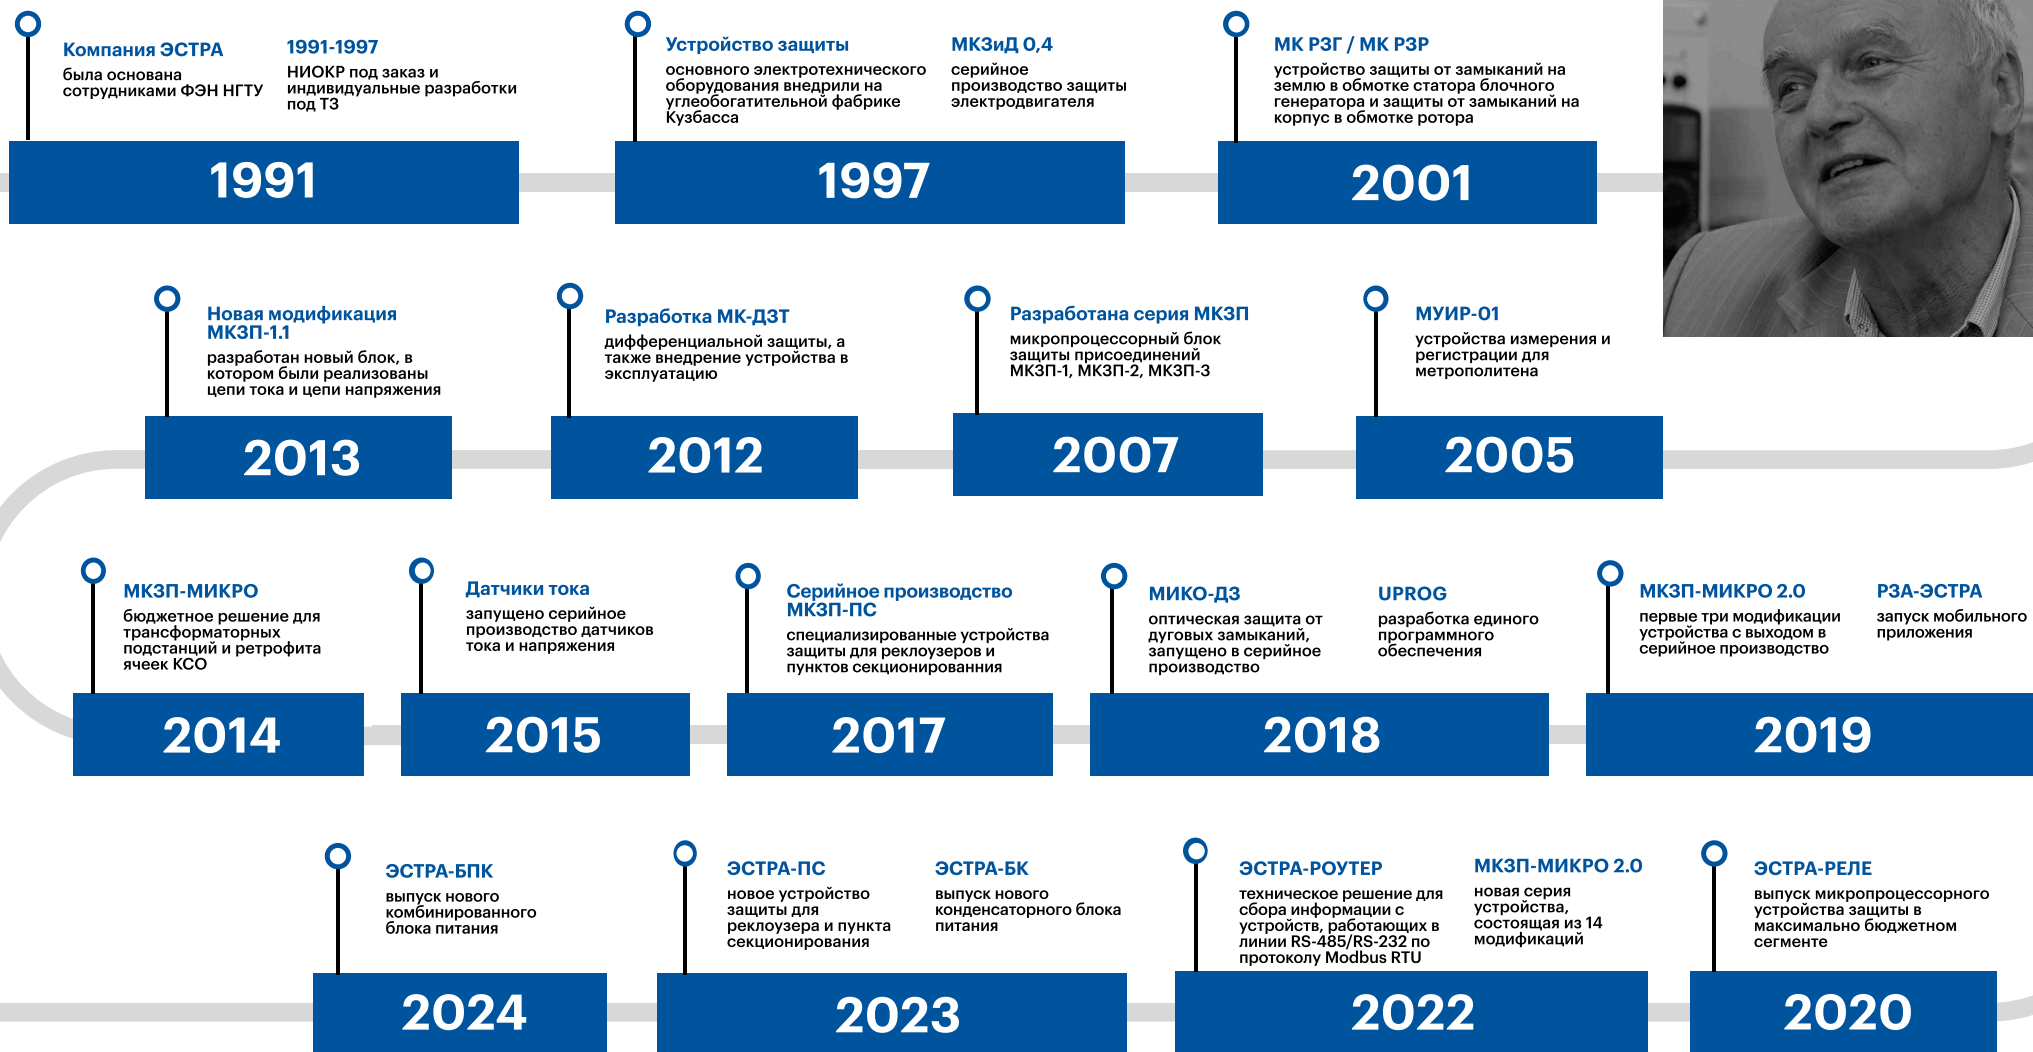 Компания ЭСТРА
была основана
сотрудниками ФЭН НГТУ
1991-1997
НИОКР под заказ и
индивидуальные разработки
под ТЗ
1991
Устройство защиты
основного электротехнического
оборудования внедрили на
углеобогатительной фабрике
Кузбасса
МКЗиД 0,4
серийное
производство защиты
электродвигателя
1997
МК РЗГ / МК РЗР
устройство защиты от замыканий на
землю в обмотке статора блочного
генератора и защиты от замыканий на
корпус в обмотке ротора
2001
МУИР-01
устройства измерения и
регистрации для
метрополитена
2005
Разработана серия МКЗП
микропроцессорный блок
защиты присоединений
МКЗП-1, МКЗП-2, МКЗП-3
2007
Разработка МК-ДЗТ
дифференциальной защиты, а
также внедрение устройства в
эксплуатацию
2012
Новая модификация
МКЗП-1.1
разработан новый блок, в
котором были реализованы
цепи тока и цепи напряжения
2013
МКЗП-МИКРО
бюджетное решение для
трансформаторных
подстанций и ретрофита
ячеек КСО
2014
Датчики тока
запущено серийное
производство датчиков
тока и напряжения
2015
Серийное производство
МКЗП-ПС
специализированные устройства
защиты для реклоузеров и
пунктов секционированния
2017
МИКО-ДЗ
оптическая защита от
дуговых замыканий,
запущено в серийное
производство
UPROG
разработка единого
программного
обеспечения
2018
МКЗП-МИКРО 2.0
первые три модификации
устройства с выходом в
серийное производство
РЗА-ЭСТРА
запуск мобильного
приложения
2019
ЭСТРА-РЕЛЕ
выпуск микропроцессорного
устройства защиты в
максимально бюджетном
сегменте
2020
ЭСТРА-РОУТЕР
техническое решение для
сбора информации с
устройств, работающих в
линии RS-485/RS-232 по
протоколу Modbus RTU
МКЗП-МИКРО 2.0
новая серия
устройства,
состоящая из 14
модификаций
2022
ЭСТРА-ПС
новое устройство
защиты для
реклоузера и пункта
секционирования
ЭСТРА-БК
выпуск нового
конденсаторного блока
питания
2023
ЭСТРА-БПК
выпуск нового
комбинированного
блока питания
2024